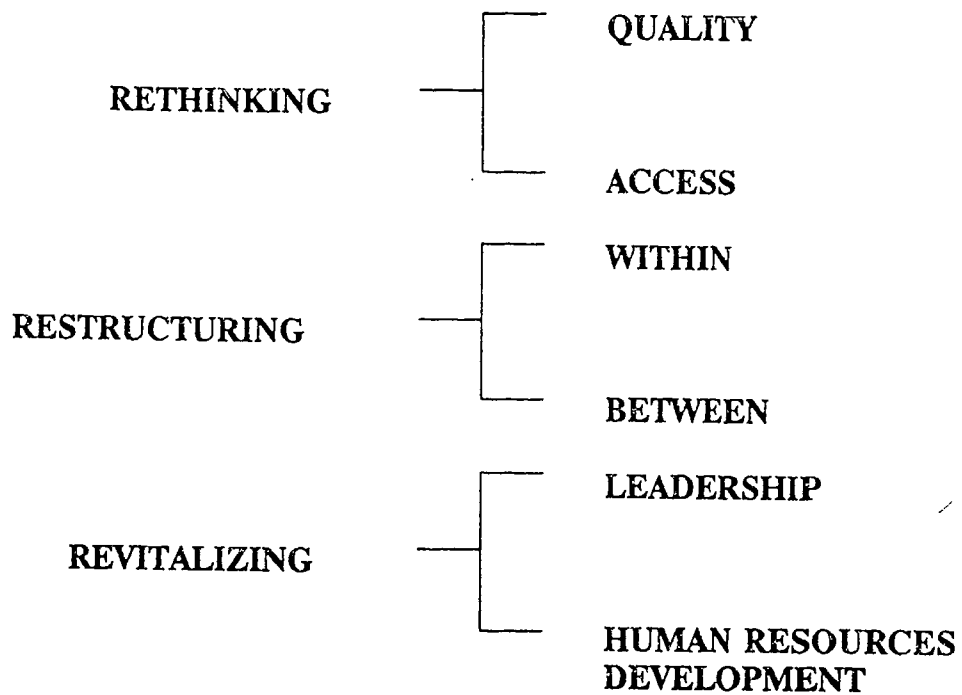 QUALITY
RETHINKING
ACCESS
WITHIN
RESTRUCTURING
BETWEEN
LEADERSHIP
REVITALIZING
HUMAN RESOURCES
DEVELOPMENT